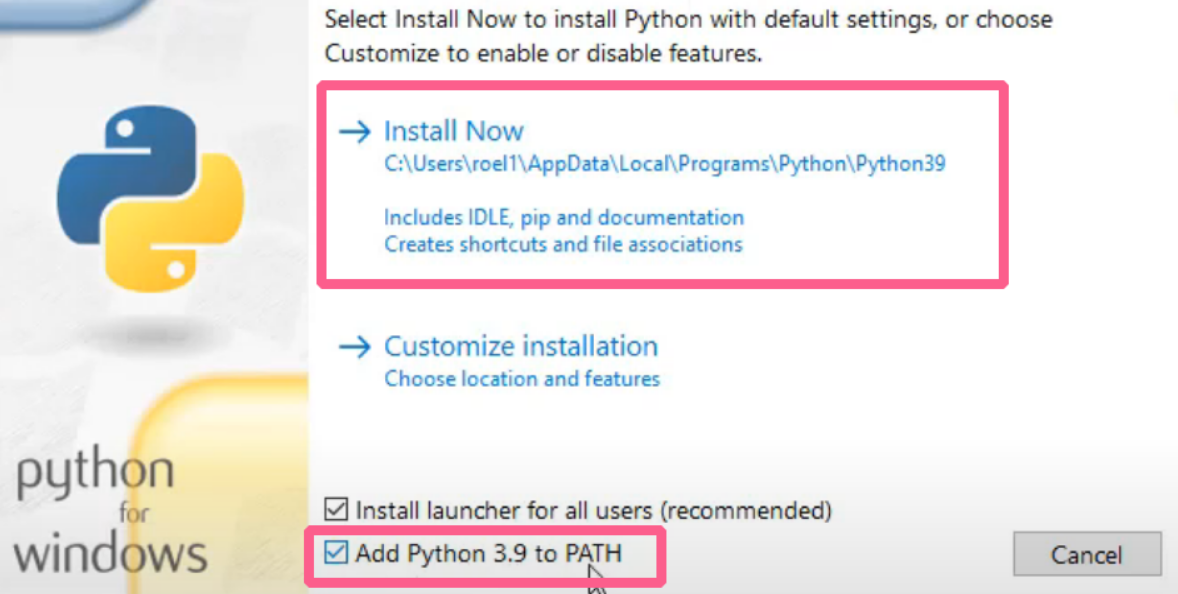 Select Install Now to install Python with default settings, or choose
Customize to enable or disable features.
Install Now
C:\Users\roel1\AppData\Local\Programs\Python\Python39
Includes IDLE, pip and documentation
Creates shortcuts and file associations
Customize installation
Choose location and features
python
for
windows
Install launcher for all users (recommended)
Add Python 3.9 to PATH
Cancel